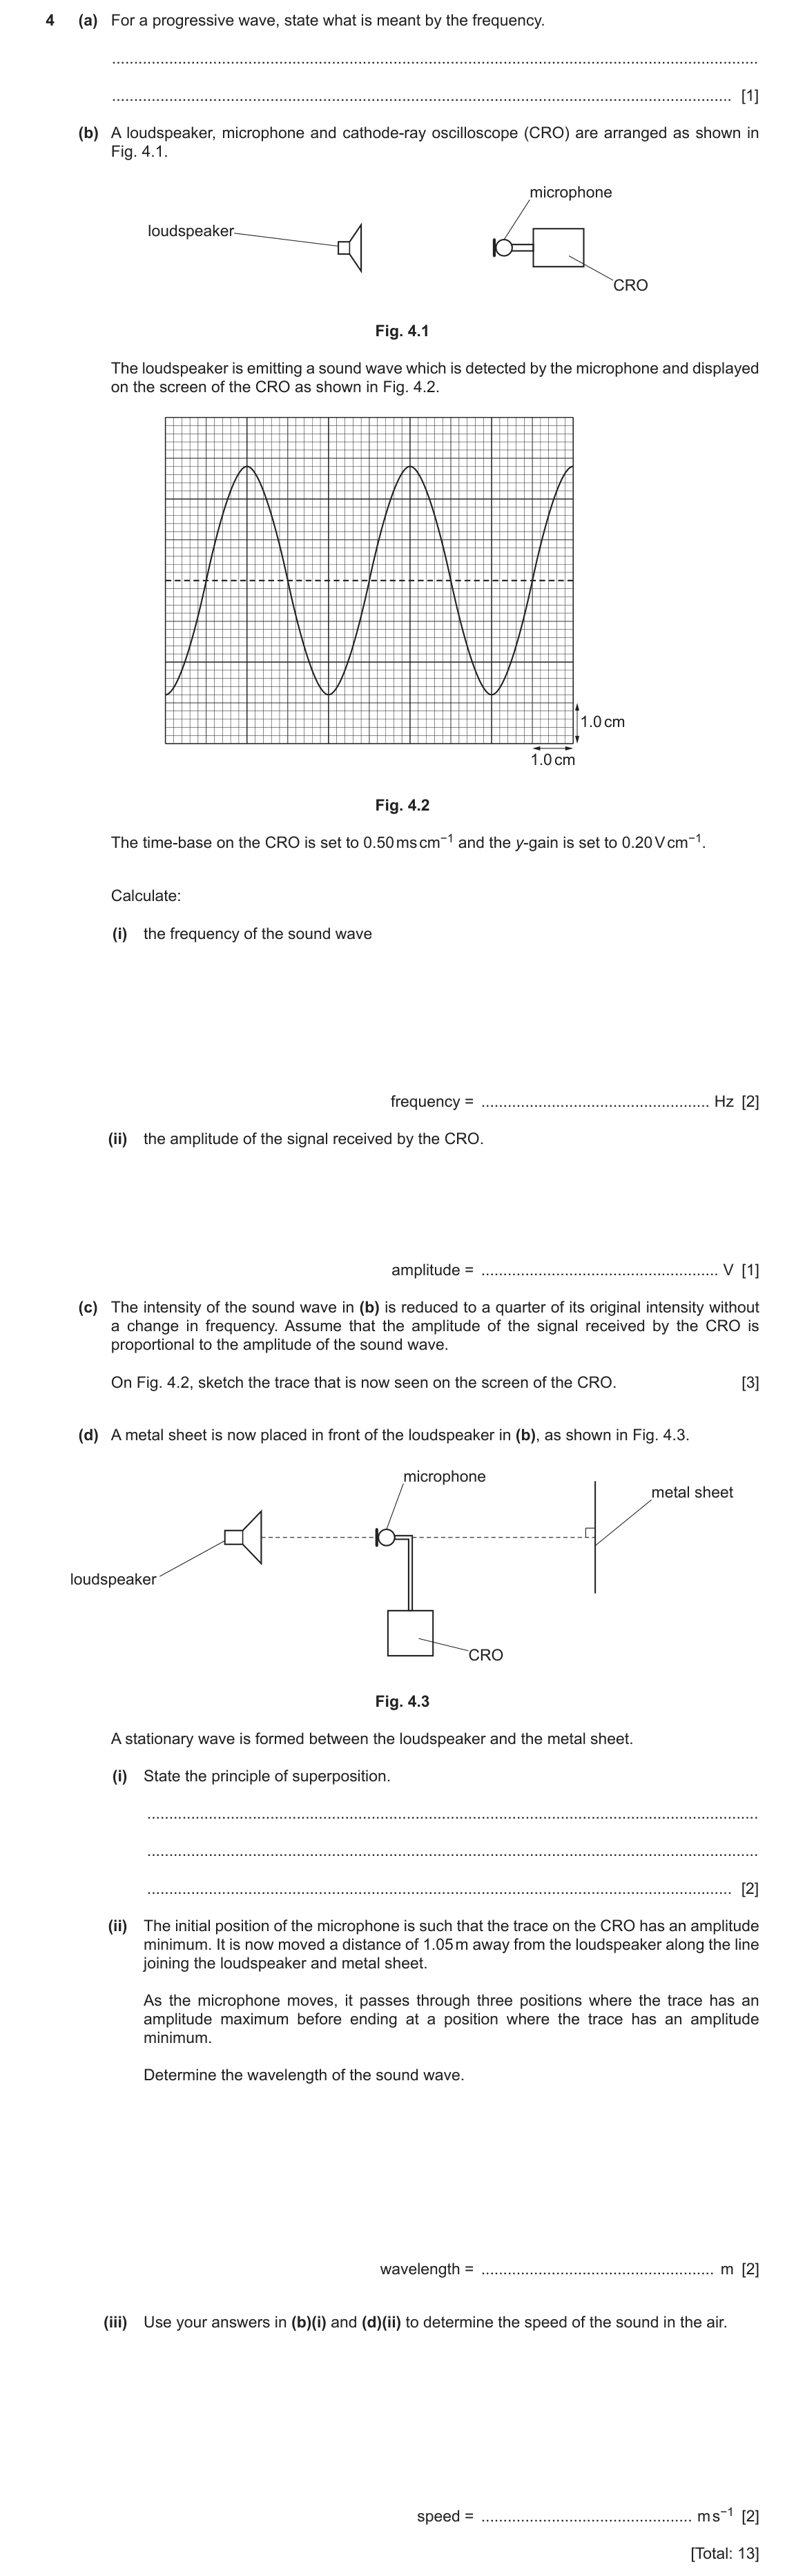 4 (a) For a progressive wave, state what is meant by the frequency.
..........................................................................................
.......................................................................................... [1]
(b) A loudspeaker, microphone and cathode-ray oscilloscope (CRO) are arranged as shown in
Fig. 4.1.
microphone
loudspeaker
CRO
Fig. 4.1
The loudspeaker is emitting a sound wave which is detected by the microphone and displayed
on the screen of the CRO as shown in Fig. 4.2.
1.0 cm
1.0 cm
Fig. 4.2
The time-base on the CRO is set to 0.50 ms cm⁻¹ and the y-gain is set to 0.20 V cm⁻¹.
Calculate:
(i) the frequency of the sound wave
frequency = .................................................... Hz [2]
(ii) the amplitude of the signal received by the CRO.
amplitude = ...................................................... V [1]
(c) The intensity of the sound wave in (b) is reduced to a quarter of its original intensity without
a change in frequency. Assume that the amplitude of the signal received by the CRO is
proportional to the amplitude of the sound wave.
On Fig. 4.2, sketch the trace that is now seen on the screen of the CRO. [3]
(d) A metal sheet is now placed in front of the loudspeaker in (b), as shown in Fig. 4.3.
microphone
metal sheet
loudspeaker
CRO
Fig. 4.3
A stationary wave is formed between the loudspeaker and the metal sheet.
(i) State the principle of superposition.
..........................................................................................
..........................................................................................
.......................................................................................... [2]
(ii) The initial position of the microphone is such that the trace on the CRO has an amplitude
minimum. It is now moved a distance of 1.05 m away from the loudspeaker along the line
joining the loudspeaker and metal sheet.
As the microphone moves, it passes through three positions where the trace has an
amplitude maximum before ending at a position where the trace has an amplitude
minimum.
Determine the wavelength of the sound wave.
wavelength = ..................................................... m [2]
(iii) Use your answers in (b)(i) and (d)(ii) to determine the speed of the sound in the air.
speed = ................................................ m s⁻¹ [2]
[Total: 13]